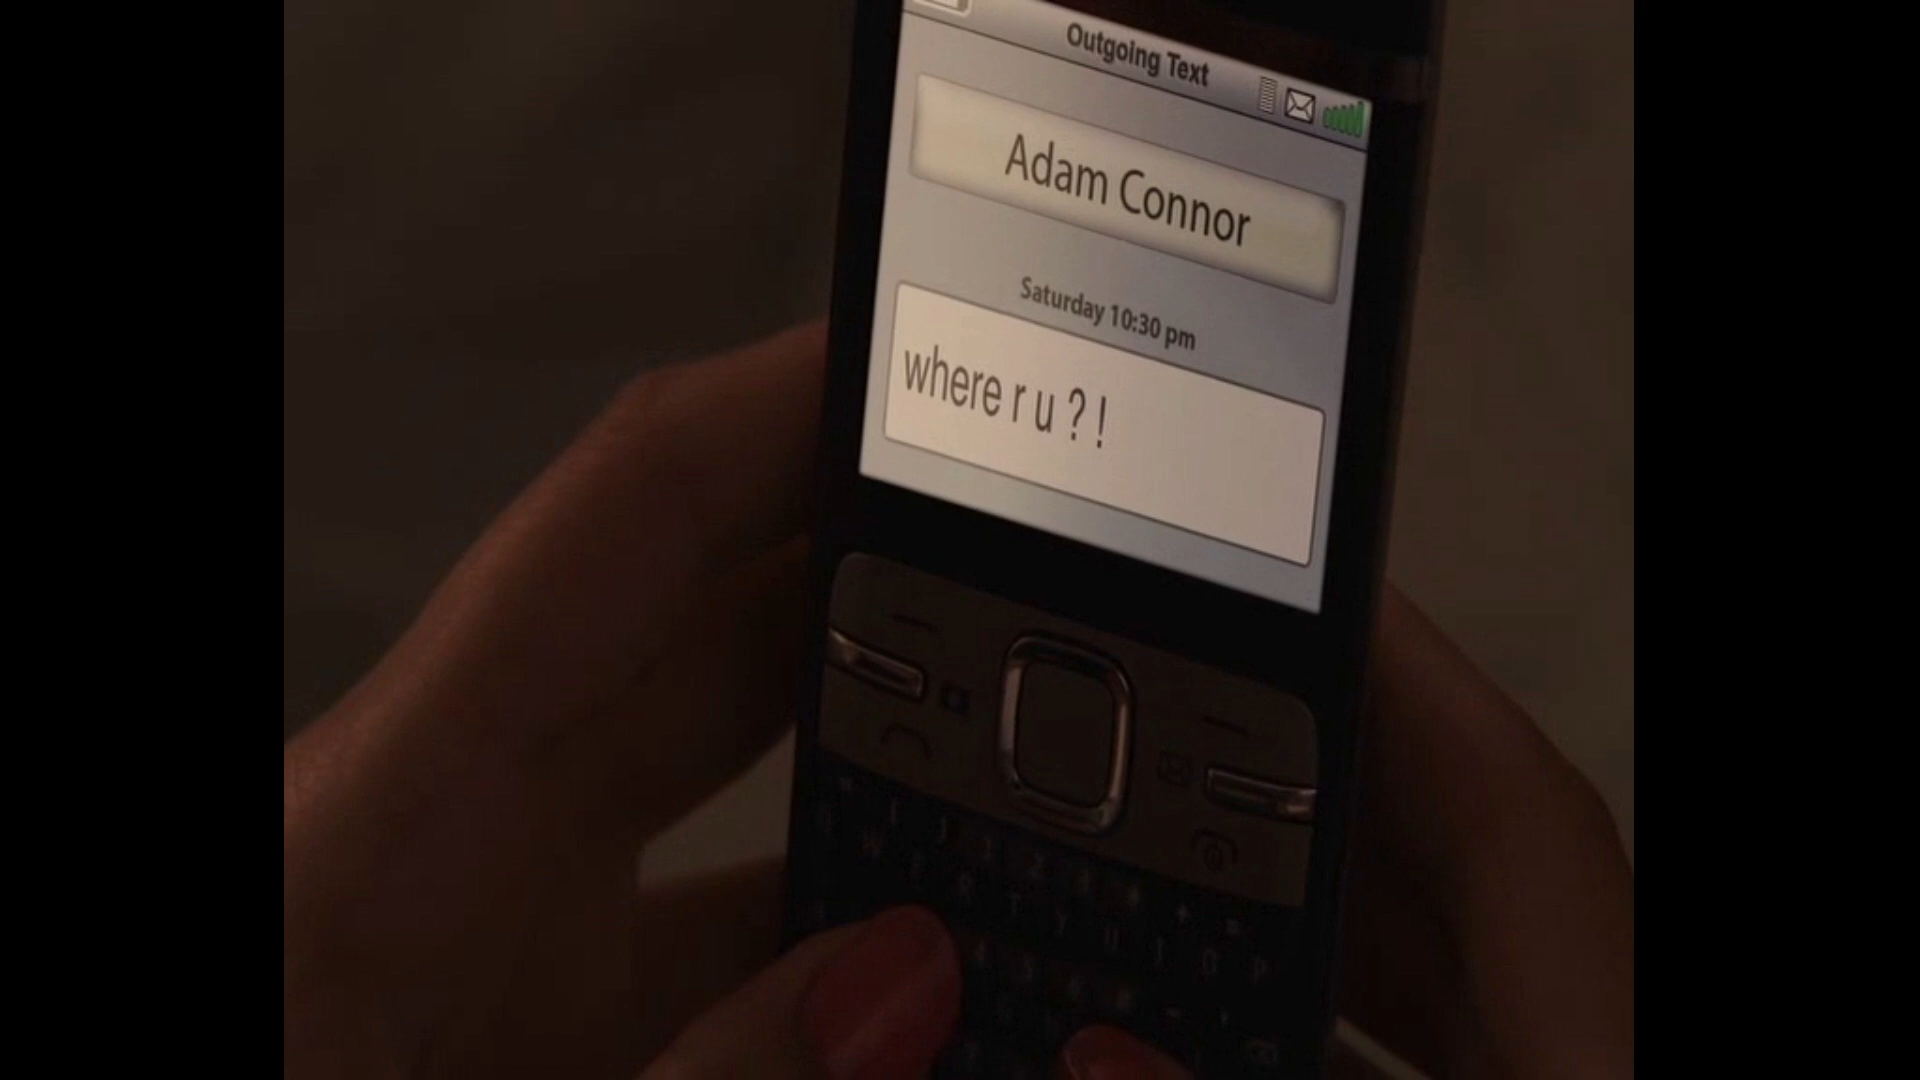 Outgoing Text
Adam Connor
Saturday 10:30 pm
where r u ? !